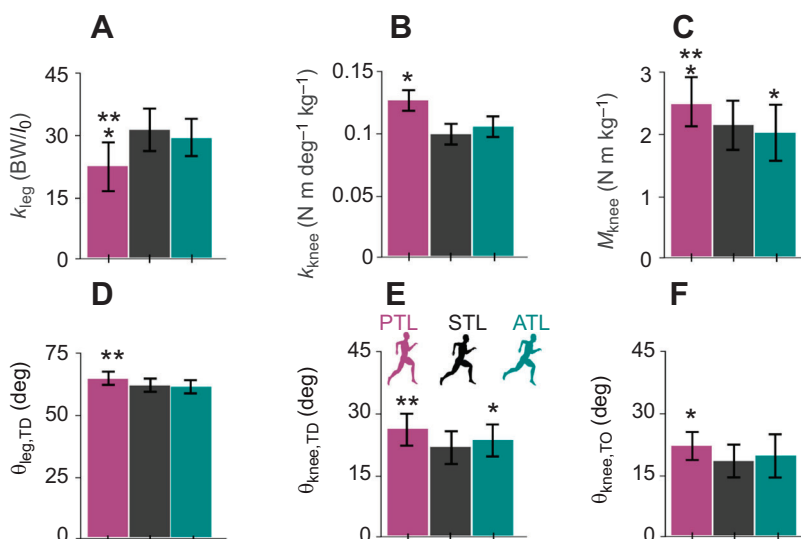 A
B
C
45
30
15
0
k_leg (BW/l_0)
**
*
0.15
0.1
0.05
0
k_knee (N m deg⁻¹ kg⁻¹)
*
3
2
1
0
M_knee (N m kg⁻¹)
**
*
*
D
E
F
75
50
25
0
θ_leg,TD (deg)
**
PTL STL ATL
45
30
15
0
θ_knee,TD (deg)
**
*
45
30
15
0
θ_knee,TO (deg)
*